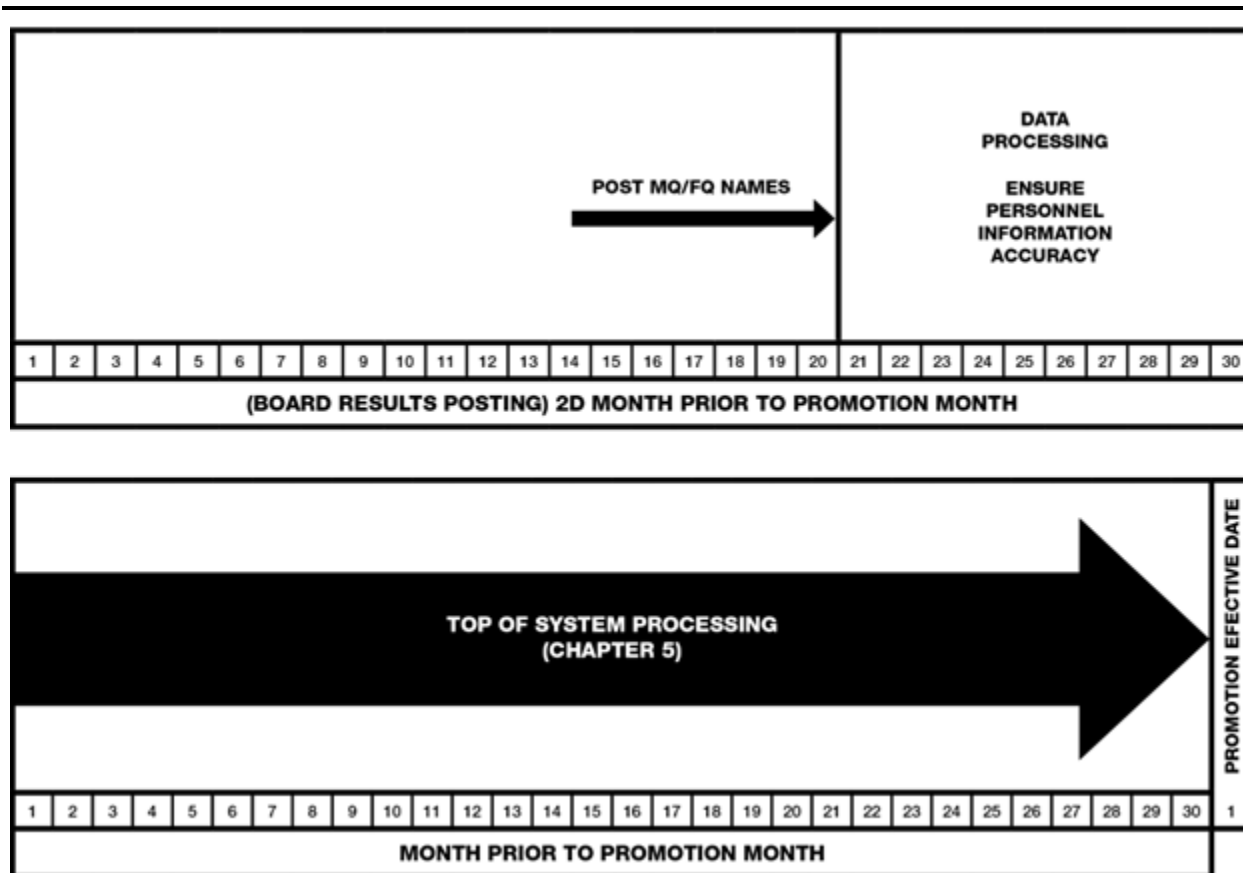 POST MQ/FQ NAMES
DATA
PROCESSING
ENSURE
PERSONNEL
INFORMATION
ACCURACY
1 2 3 4 5 6 7 8 9 10 11 12 13 14 15 16 17 18 19 20 21 22 23 24 25 26 27 28 29 30
(BOARD RESULTS POSTING) 2D MONTH PRIOR TO PROMOTION MONTH
TOP OF SYSTEM PROCESSING
(CHAPTER 5)
PROMOTION EFECTIVE DATE
1 2 3 4 5 6 7 8 9 10 11 12 13 14 15 16 17 18 19 20 21 22 23 24 25 26 27 28 29 30 1
MONTH PRIOR TO PROMOTION MONTH